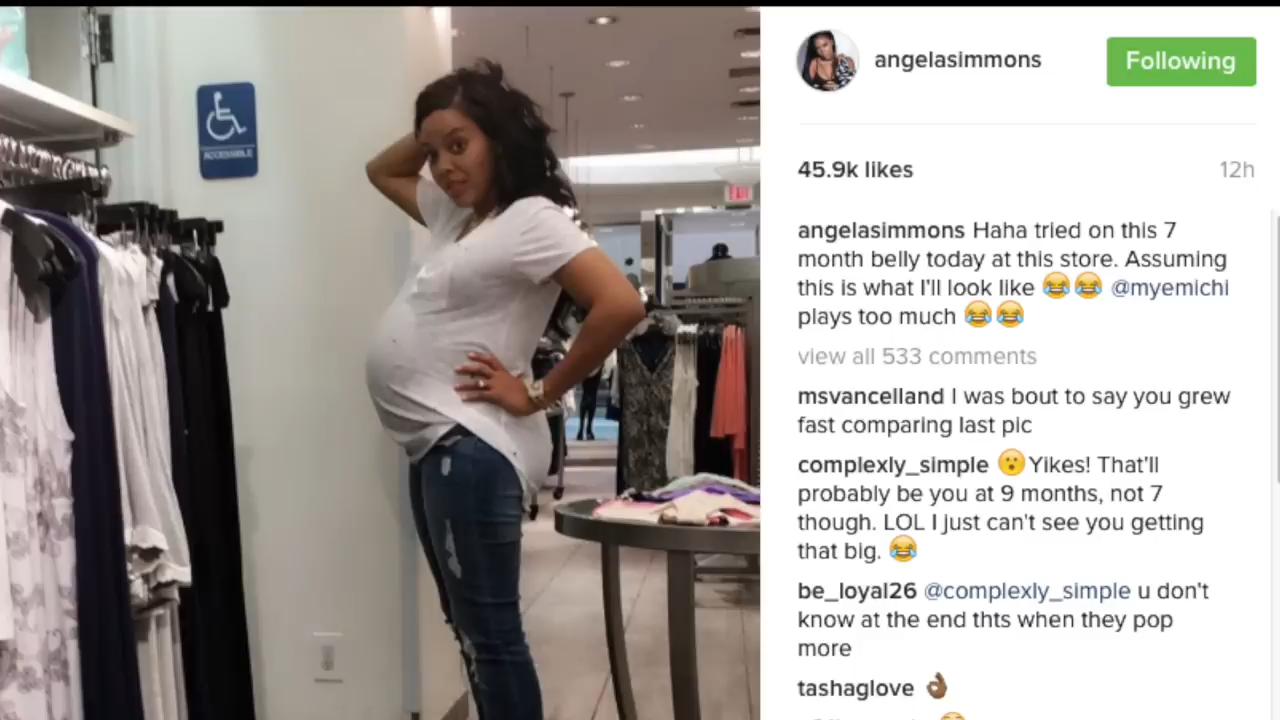 ACCESSIBLE
EXIT
angelasimmons
Following
45.9k likes
12h
angelasimmons Haha tried on this 7
month belly today at this store. Assuming
this is what I'll look like 😂😂 @myemichi
plays too much 😂😂
view all 533 comments
msvancelland I was bout to say you grew
fast comparing last pic
complexly_simple 😮Yikes! That'll
probably be you at 9 months, not 7
though. LOL I just can't see you getting
that big. 😂
be_loyal26 @complexly_simple u don't
know at the end thts when they pop
more
tashaglove 👌🏾